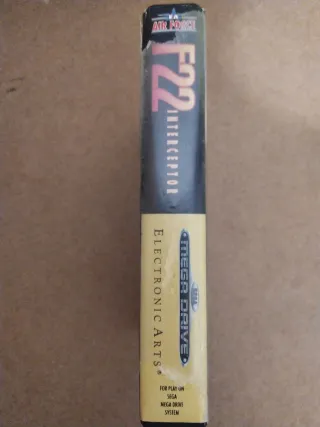 AIR FORCE
F22
INTERCEPTOR
SEGA
MEGA DRIVE
ELECTRONIC ARTS®
FOR PLAY ON
SEGA
MEGA DRIVE
SYSTEM